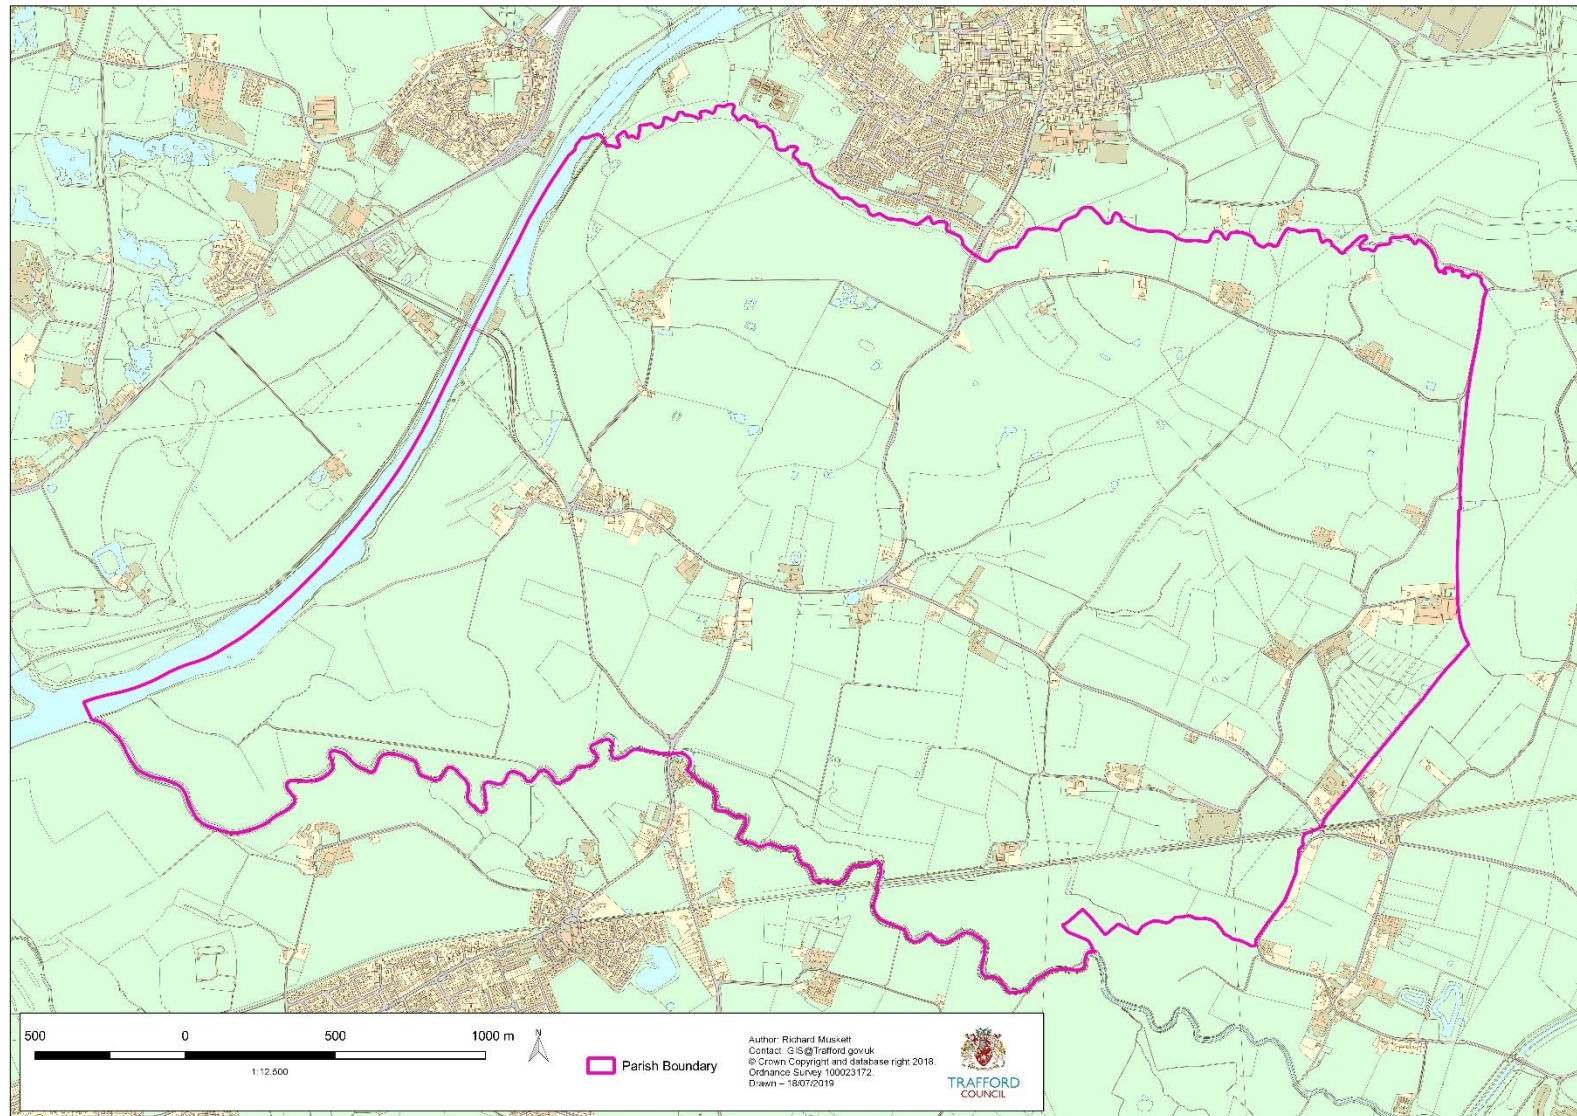 500 0 500 1000 m
1:12.500
N
Parish Boundary
Author: Richard Muskett
Contact: GIS@Trafford.gov.uk
© Crown Copyright and database right 2018.
Ordnance Survey 100023172.
Drawn – 18/07/2019
TRAFFORD
COUNCIL